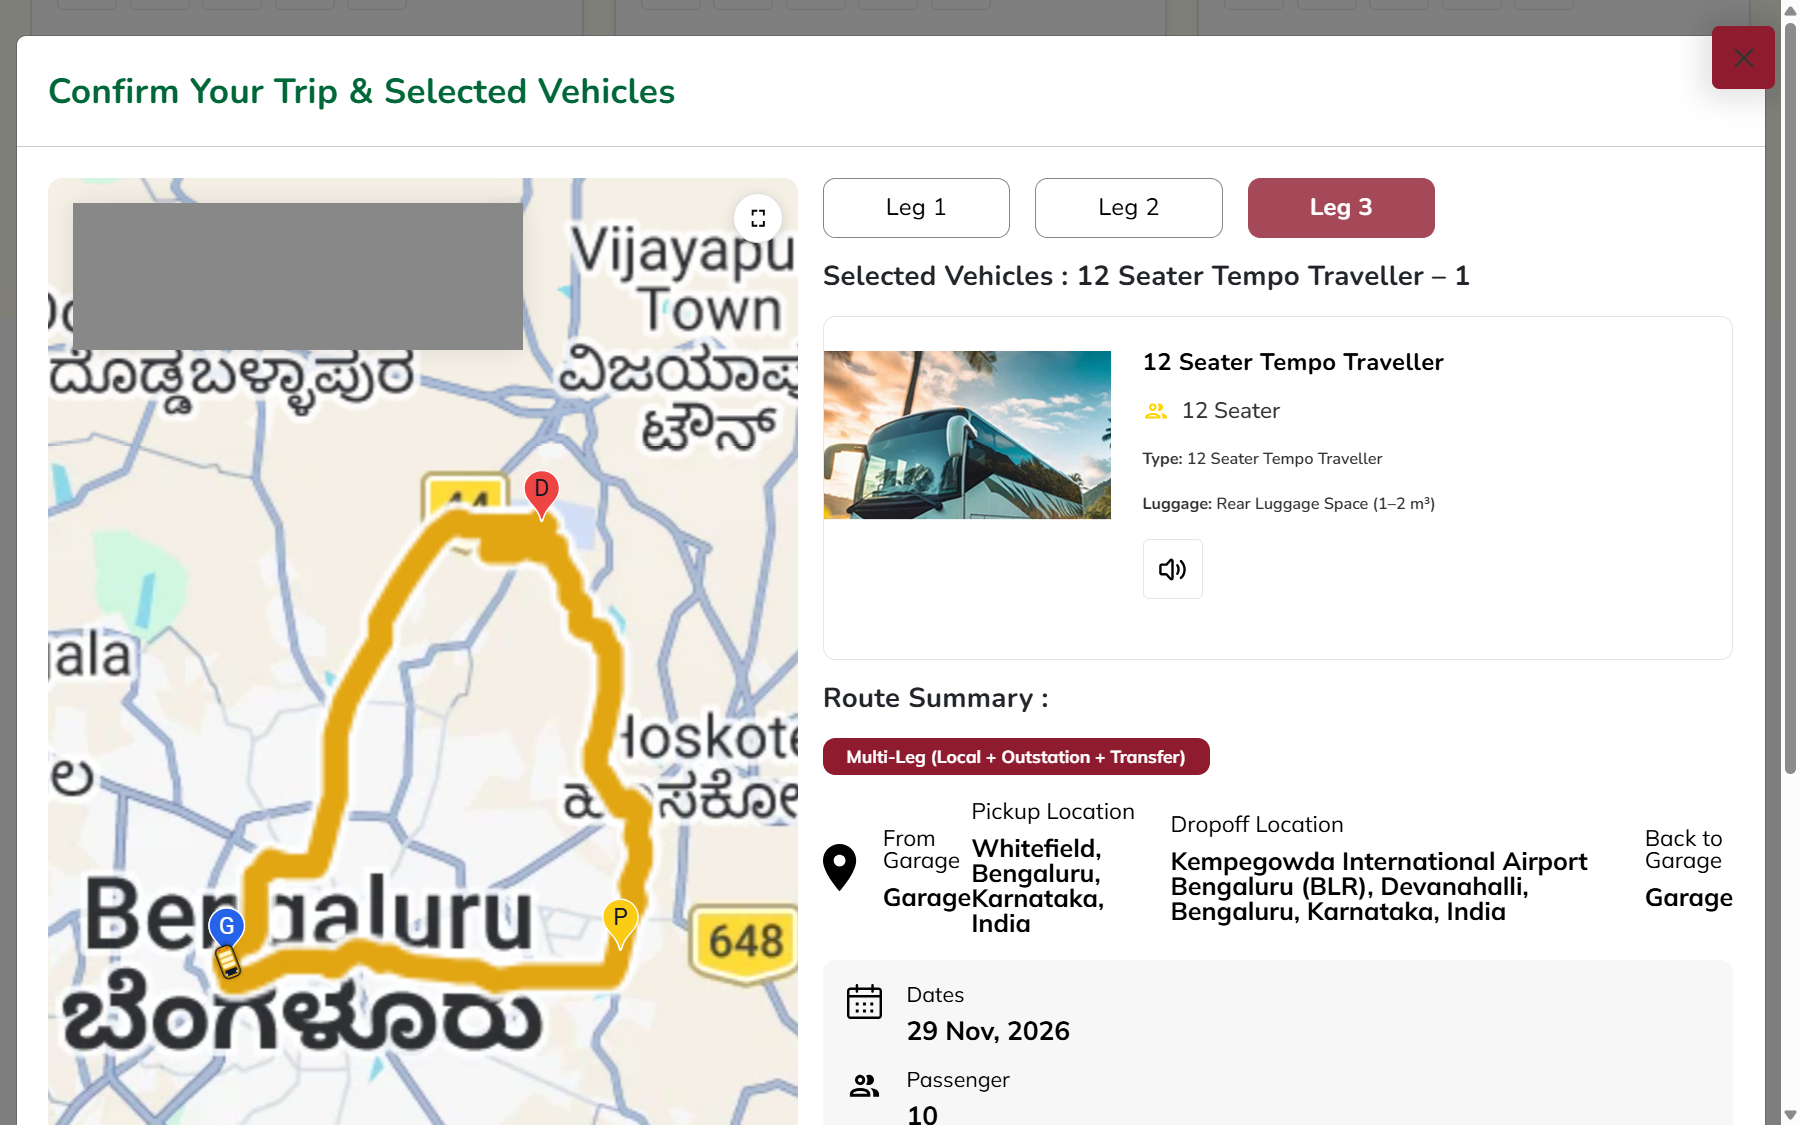 Confirm Your Trip & Selected Vehicles
Vijayapu
Town
ದೊಡ್ಡಬಳ್ಳಾಪುರ
ವಿಜಯಾಪ
ಟೌನ್
D
ala
Hoskote
ಲ
Bengaluru
G
P
648
ಬೆಂಗಳೂರು
Leg 1
Leg 2
Leg 3
Selected Vehicles : 12 Seater Tempo Traveller – 1
12 Seater Tempo Traveller
12 Seater
Type: 12 Seater Tempo Traveller
Luggage: Rear Luggage Space (1–2 m³)
Route Summary :
Multi-Leg (Local + Outstation + Transfer)
From
Garage
Garage
Pickup Location
Whitefield,
Bengaluru,
Karnataka,
India
Dropoff Location
Kempegowda International Airport
Bengaluru (BLR), Devanahalli,
Bengaluru, Karnataka, India
Back to
Garage
Garage
Dates
29 Nov, 2026
Passenger
10